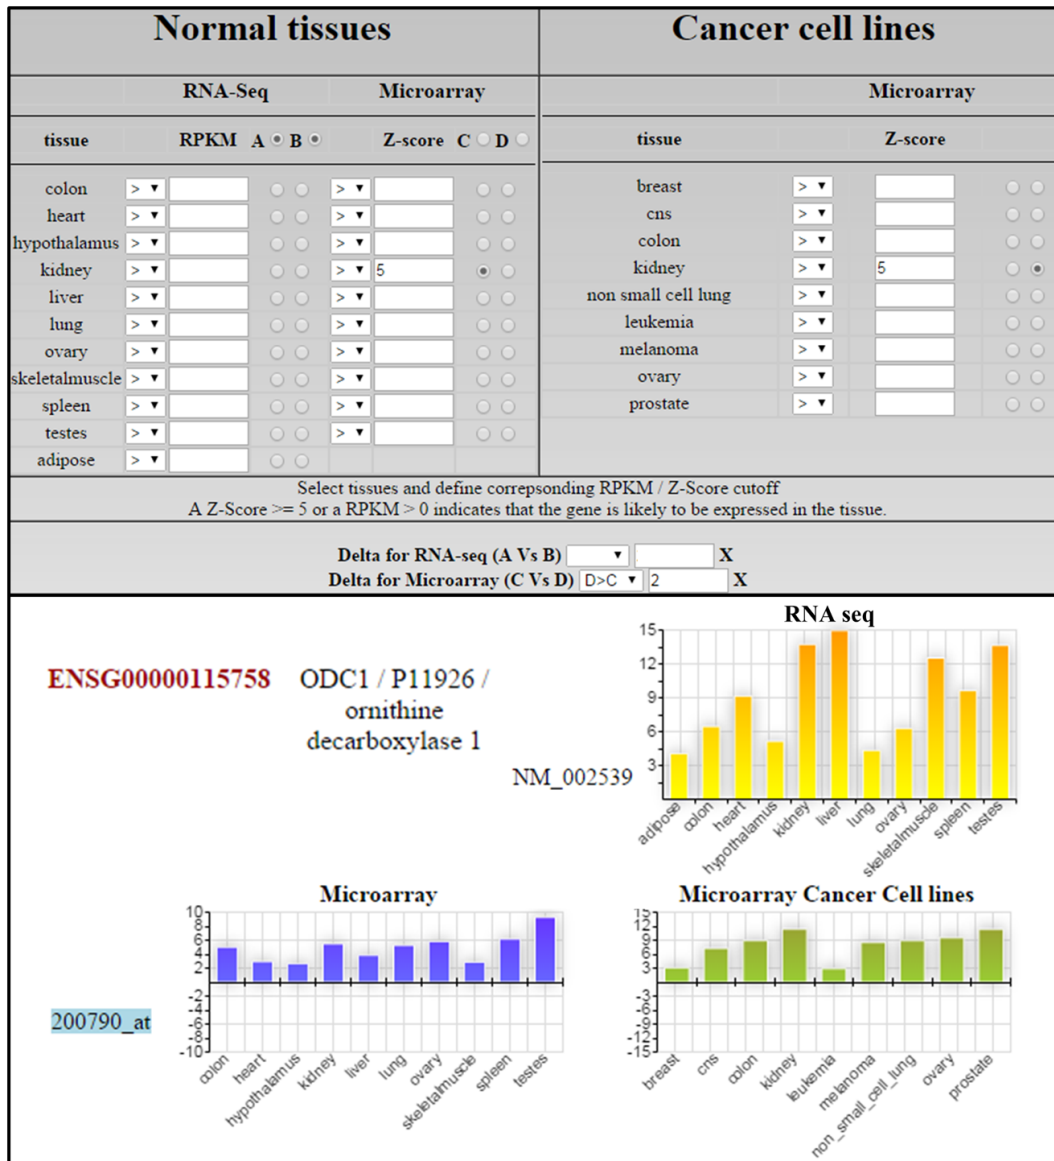 Normal tissues
Cancer cell lines
RNA-Seq Microarray
Microarray
tissue RPKM A B Z-score C D
tissue Z-score
colon > >
heart > >
hypothalamus > >
kidney > > 5
liver > >
lung > >
ovary > >
skeletalmuscle > >
spleen > >
testes > >
adipose >
breast >
cns >
colon >
kidney > 5
non small cell lung >
leukemia >
melanoma >
ovary >
prostate >
Select tissues and define correpsonding RPKM / Z-Score cutoff
A Z-Score >= 5 or a RPKM > 0 indicates that the gene is likely to be expressed in the tissue.
Delta for RNA-seq (A Vs B) X
Delta for Microarray (C Vs D) D>C 2 X
ENSG00000115758
ODC1 / P11926 /
ornithine
decarboxylase 1
NM_002539
RNA seq
15
12
9
6
3
adipose colon heart hypothalamus kidney liver lung ovary skeletalmuscle spleen testes
200790_at
Microarray
10
8
6
4
2
-2
-4
-6
-8
-10
colon heart hypothalamus kidney liver lung ovary skeletalmuscle spleen testes
Microarray Cancer Cell lines
15
12
9
6
3
-3
-6
-9
-12
-15
breast cns colon kidney leukemia melanoma non_small_cell_lung ovary prostate